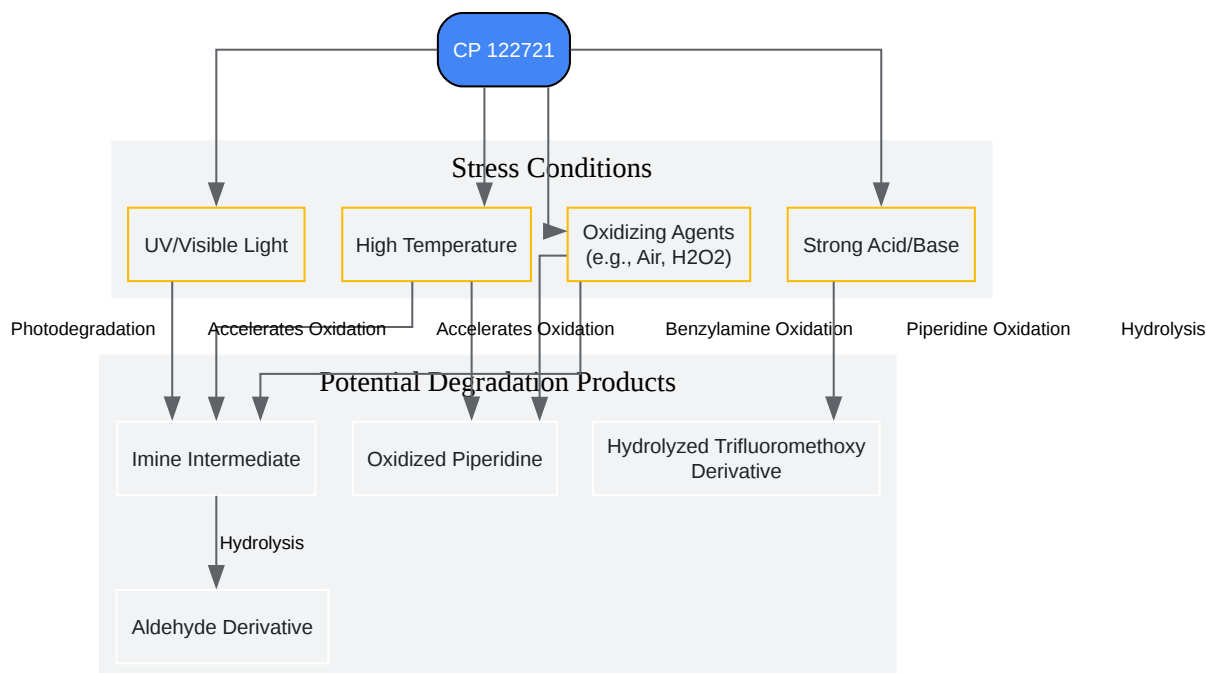 CP 122721
Stress Conditions
UV/Visible Light
High Temperature
Oxidizing Agents
(e.g., Air, H2O2)
Strong Acid/Base
Photodegradation
Accelerates Oxidation
Accelerates Oxidation
Benzylamine Oxidation
Piperidine Oxidation
Hydrolysis
Potential Degradation Products
Imine Intermediate
Oxidized Piperidine
Hydrolyzed Trifluoromethoxy
Derivative
Hydrolysis
Aldehyde Derivative